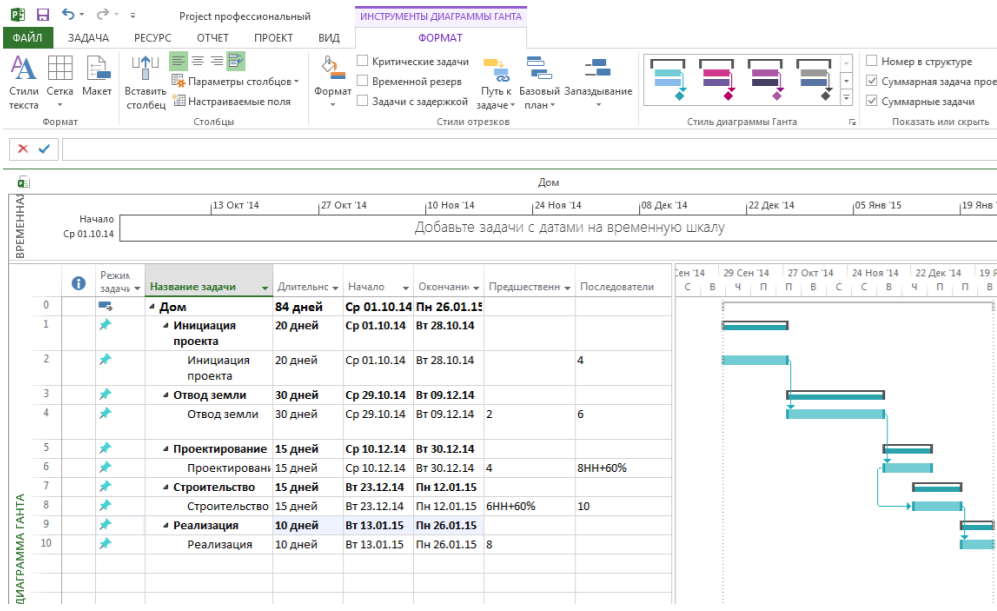 Project профессиональный
ИНСТРУМЕНТЫ ДИАГРАММЫ ГАНТА
ФАЙЛ ЗАДАЧА РЕСУРС ОТЧЕТ ПРОЕКТ ВИД ФОРМАТ
Стили текста
Сетка
Макет
Формат
Вставить столбец
Параметры столбцов
Настраиваемые поля
Столбцы
Формат
Критические задачи
Временной резерв
Задачи с задержкой
Путь к задаче
Базовый план
Запаздывание
Стили отрезков
Стиль диаграммы Ганта
Номер в структуре
Суммарная задача прое
Суммарные задачи
Показать или скрыть
Дом
ВРЕМЕННАЯ
Начало
Ср 01.10.14
13 Окт '14 27 Окт '14 10 Ноя '14 24 Ноя '14 08 Дек '14 22 Дек '14 05 Янв '15 19 Янв '
Добавьте задачи с датами на временную шкалу
ДИАГРАММА ГАНТА
Режим задачи Название задачи Длительнс Начало Окончани Предшественн Последователи
Сен '14 29 Сен '14 27 Окт '14 24 Ноя '14 22 Дек '14 19 Я
С В Ч П П В С С В Ч П П В
0 Дом 84 дней Ср 01.10.14 Пн 26.01.15
1 Инициация проекта 20 дней Ср 01.10.14 Вт 28.10.14
2 Инициация проекта 20 дней Ср 01.10.14 Вт 28.10.14 4
3 Отвод земли 30 дней Ср 29.10.14 Вт 09.12.14
4 Отвод земли 30 дней Ср 29.10.14 Вт 09.12.14 2 6
5 Проектирование 15 дней Ср 10.12.14 Вт 30.12.14
6 Проектировани 15 дней Ср 10.12.14 Вт 30.12.14 4 8НН+60%
7 Строительство 15 дней Вт 23.12.14 Пн 12.01.15
8 Строительство 15 дней Вт 23.12.14 Пн 12.01.15 6НН+60% 10
9 Реализация 10 дней Вт 13.01.15 Пн 26.01.15
10 Реализация 10 дней Вт 13.01.15 Пн 26.01.15 8